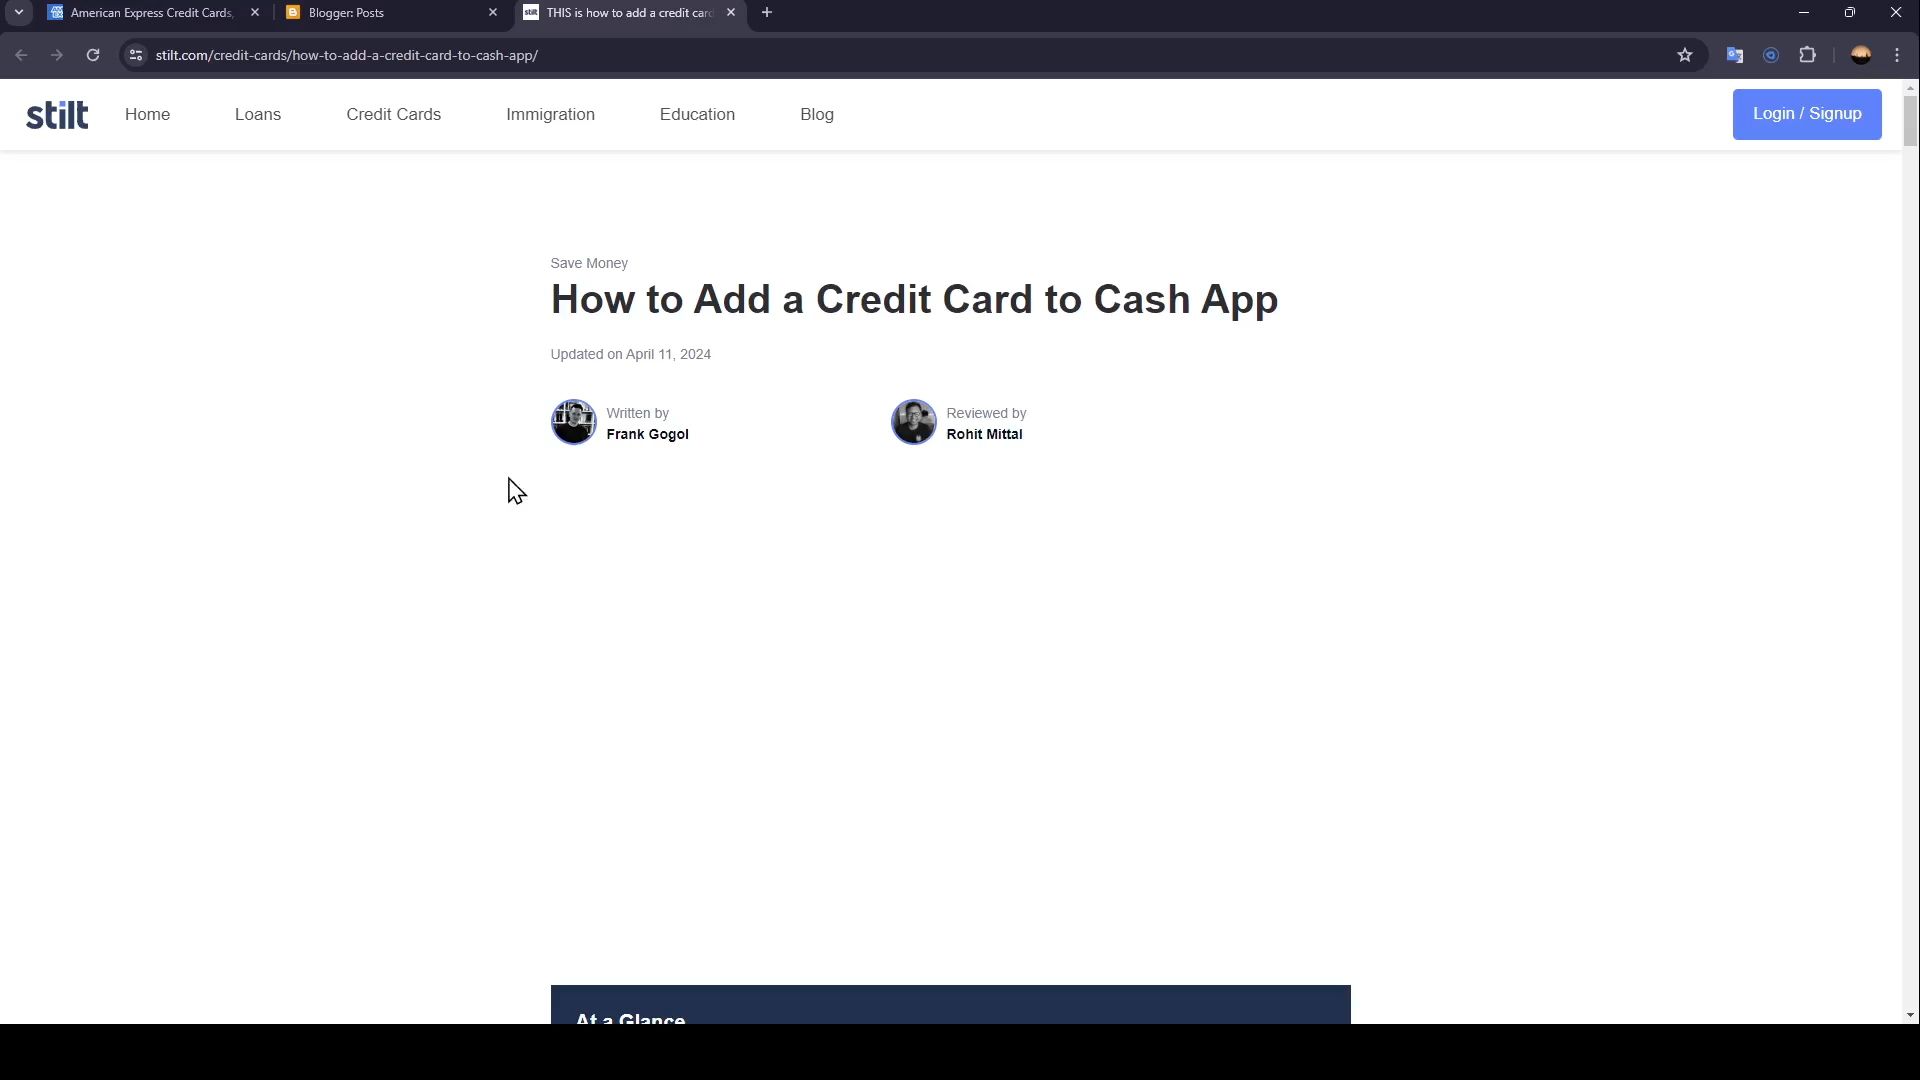 American Express Credit Cards,
Blogger: Posts
stilt THIS is how to add a credit card
stilt.com/credit-cards/how-to-add-a-credit-card-to-cash-app/
stilt Home Loans Credit Cards Immigration Education Blog Login / Signup
Save Money
How to Add a Credit Card to Cash App
Updated on April 11, 2024
Written by
Frank Gogol
Reviewed by
Rohit Mittal
At a Glance